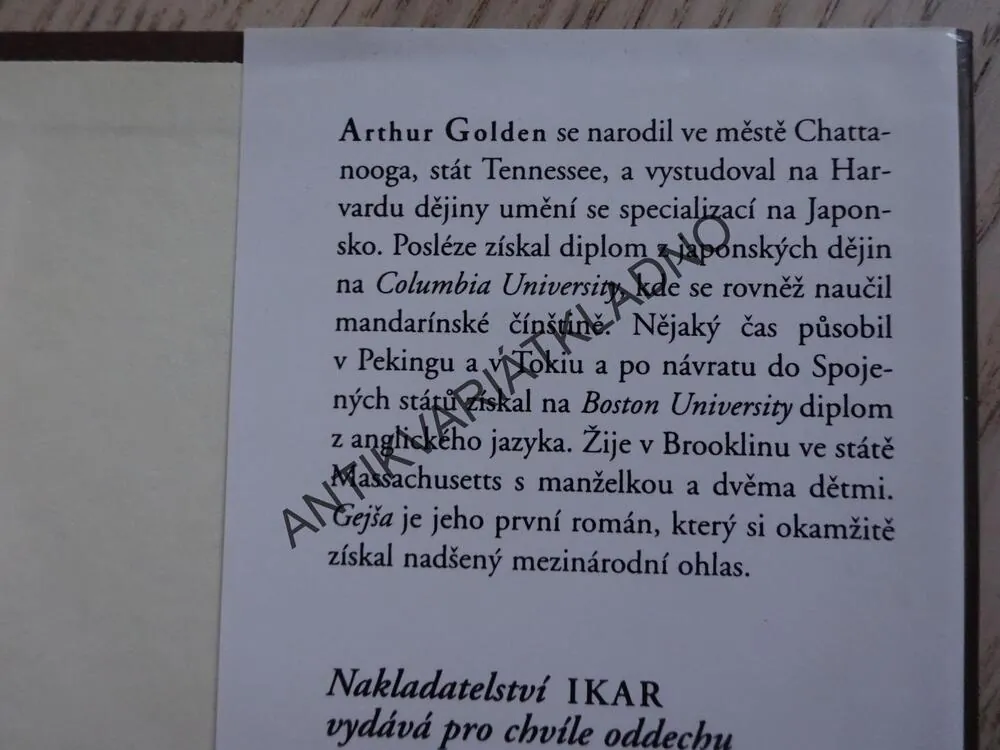 Arthur Golden se narodil ve městě Chatta-
nooga, stát Tennessee, a vystudoval na Har-
vardu dějiny umění se specializací na Japon-
sko. Posléze získal diplom z japonských dějin
na Columbia University, kde se rovněž naučil
mandarínské čínštině. Nějaký čas působil
v Pekingu a v Tokiu a po návratu do Spoje-
ných států získal na Boston University diplom
z anglického jazyka. Žije v Brooklinu ve státě
Massachusetts s manželkou a dvěma dětmi.
Gejša je jeho první román, který si okamžitě
získal nadšený mezinárodní ohlas.
Nakladatelství IKAR
vydává pro chvíle oddechu
ANTIKVARIÁTKLADNO